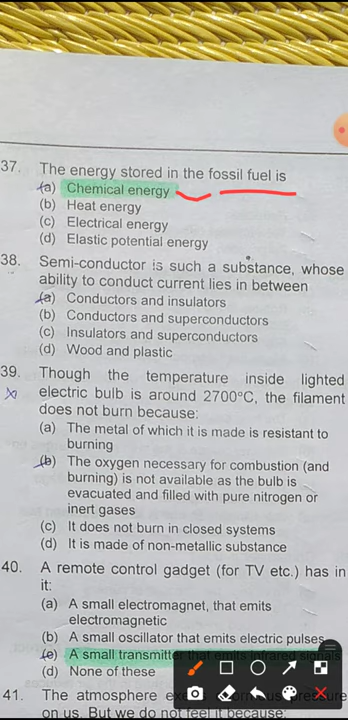 37. The energy stored in the fossil fuel is
(a) Chemical energy
(b) Heat energy
(c) Electrical energy
(d) Elastic potential energy
38. Semi-conductor is such a substance, whose
ability to conduct current lies in between
(a) Conductors and insulators
(b) Conductors and superconductors
(c) Insulators and superconductors
(d) Wood and plastic
39. Though the temperature inside lighted
electric bulb is around 2700°C, the filament
does not burn because:
(a) The metal of which it is made is resistant to
burning
(b) The oxygen necessary for combustion (and
burning) is not available as the bulb is
evacuated and filled with pure nitrogen or
inert gases
(c) It does not burn in closed systems
(d) It is made of non-metallic substance
40. A remote control gadget (for TV etc.) has in
it:
(a) A small electromagnet, that emits
electromagnetic
(b) A small oscillator that emits electric pulses
(c) A small transmitter that emits infrared signals
(d) None of these
41. The atmosphere pressure
on us. But we do not feel it because: